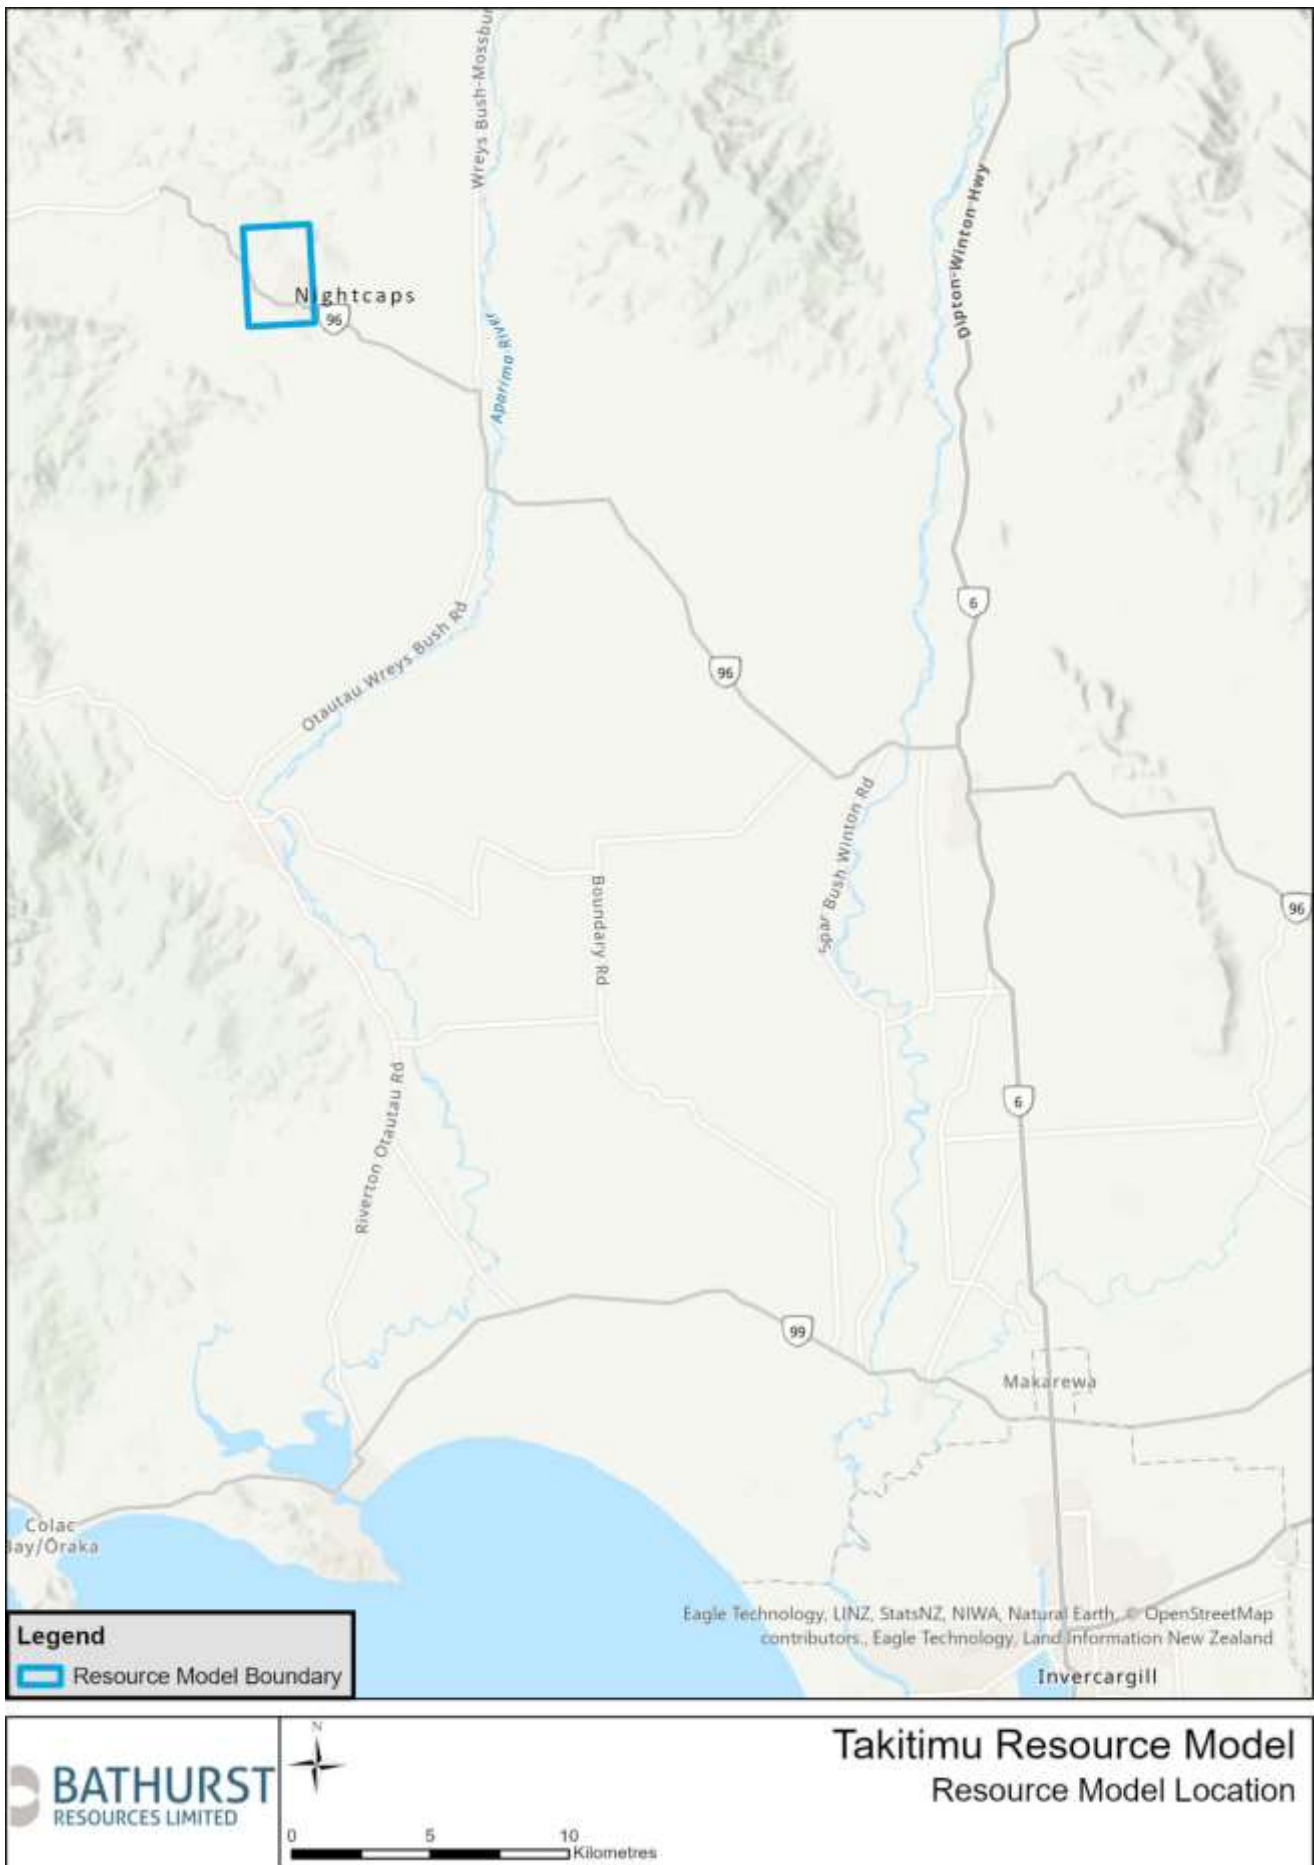 Wreys Bush-Mossbur
Dipton-Winton Hwy
Nightcaps
96
Aparima River
6
Otautau Wreys Bush Rd
96
Spar Bush Winton Rd
Boundary Rd
96
6
Riverton Otautau Rd
99
Makarewa
Colac
Bay/Ōraka
Eagle Technology, LINZ, StatsNZ, NIWA, Natural Earth, © OpenStreetMap
contributors., Eagle Technology, Land Information New Zealand
Invercargill
Legend
Resource Model Boundary
BATHURST
RESOURCES LIMITED
N
0 5 10
Kilometres
Takitimu Resource Model
Resource Model Location